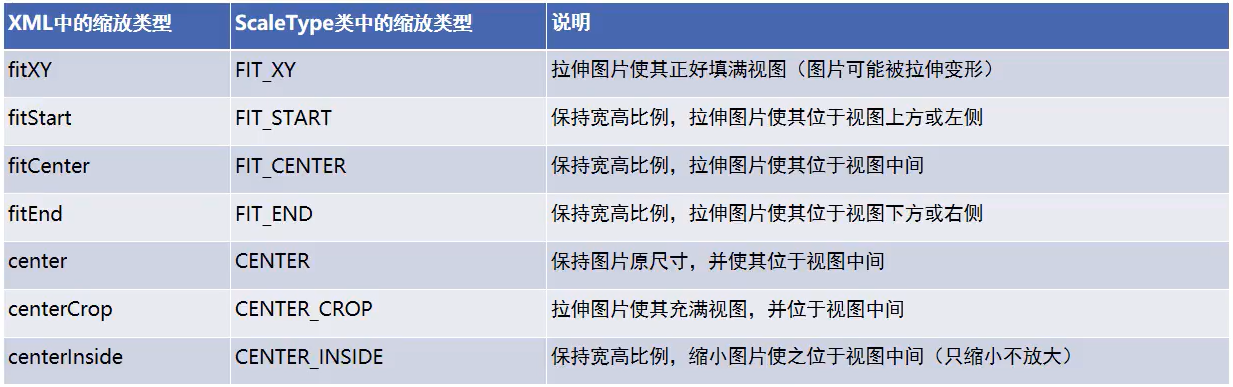 XML中的缩放类型 ScaleType类中的缩放类型 说明
fitXY FIT_XY 拉伸图片使其正好填满视图（图片可能被拉伸变形）
fitStart FIT_START 保持宽高比例，拉伸图片使其位于视图上方或左侧
fitCenter FIT_CENTER 保持宽高比例，拉伸图片使其位于视图中间
fitEnd FIT_END 保持宽高比例，拉伸图片使其位于视图下方或右侧
center CENTER 保持图片原尺寸，并使其位于视图中间
centerCrop CENTER_CROP 拉伸图片使其充满视图，并位于视图中间
centerInside CENTER_INSIDE 保持宽高比例，缩小图片使之位于视图中间（只缩小不放大）